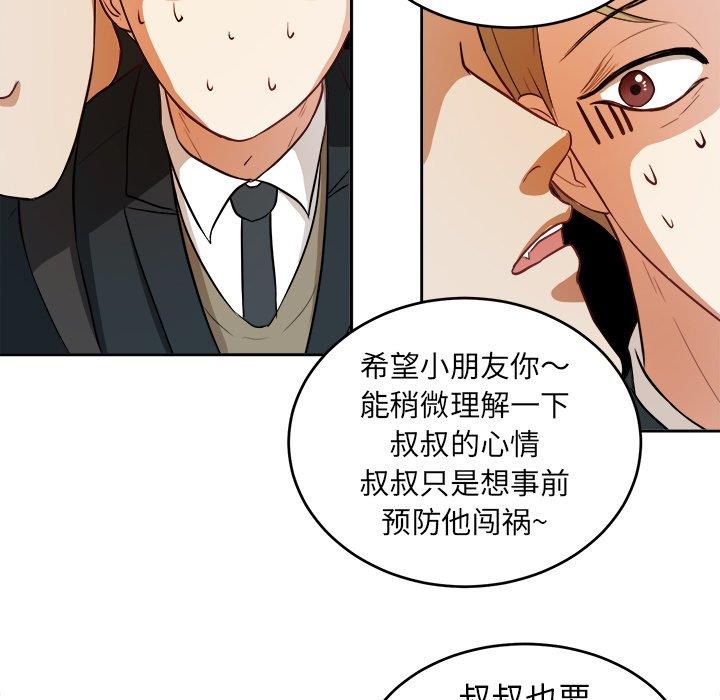 希望小朋友你～
能稍微理解一下
叔叔的心情
叔叔只是想事前
预防他闯祸~
叔叔也要